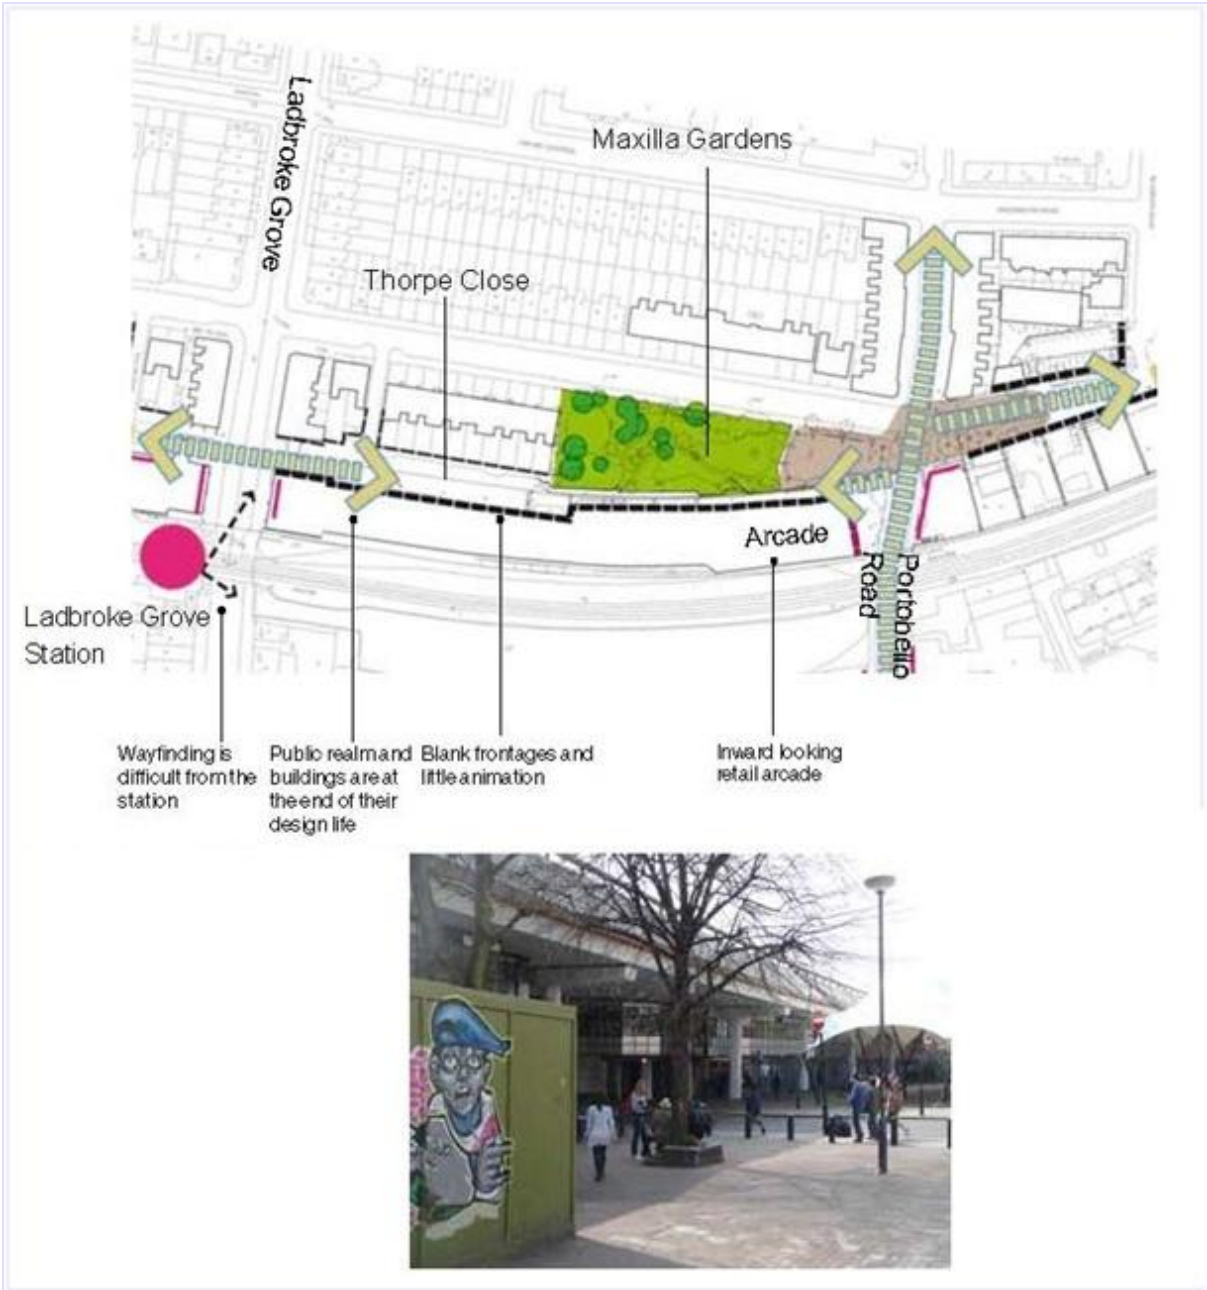 Ladbroke Grove
Maxilla Gardens
Thorpe Close
Arcade
Portobello
Road
Ladbroke Grove
Station
Wayfinding is
difficult from the
station
Public realm and
buildings are at
the end of their
design life
Blank frontages and
little animation
Inward looking
retail arcade